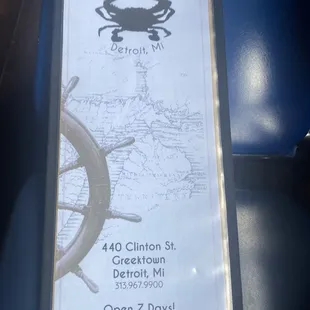 Detroit, Mi
440 Clinton St.
Greektown
Detroit, Mi
313.967.9900
Open 7 Days!